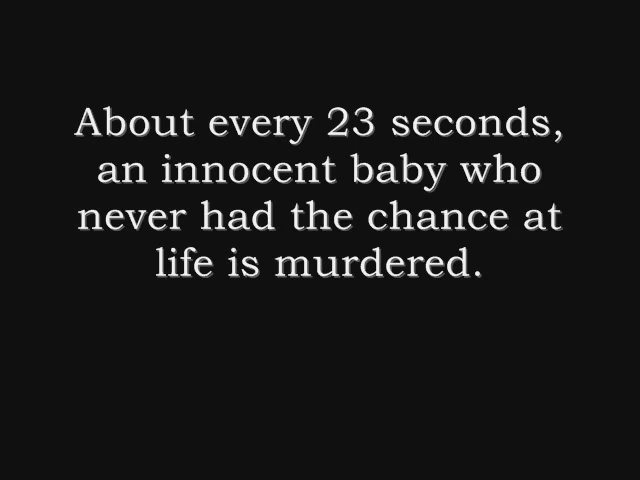 About every 23 seconds,
an innocent baby who
never had the chance at
life is murdered.